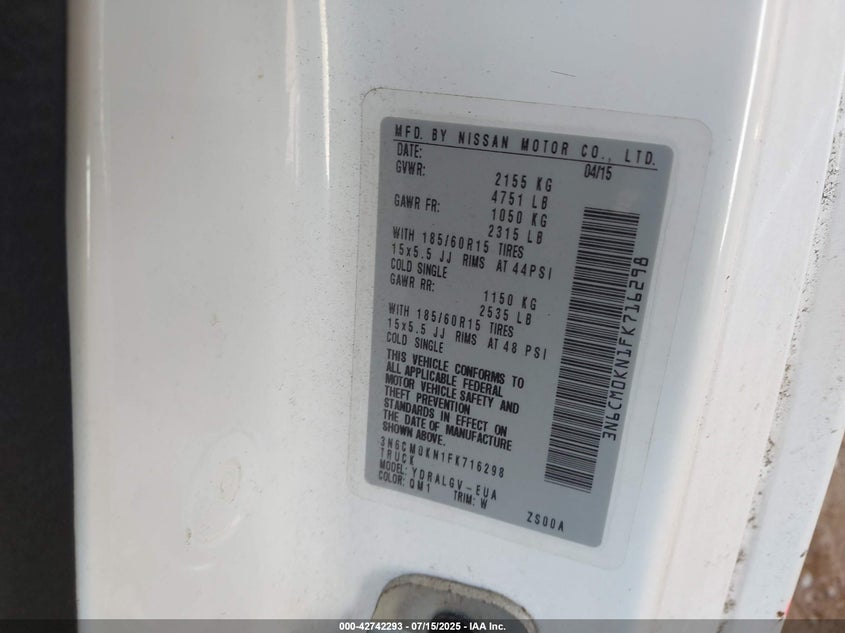 MFD. BY NISSAN MOTOR CO., LTD.
DATE: 04/15
GVWR: 2155 KG
4751 LB
GAWR FR: 1050 KG
2315 LB
WITH 185/60R15 TIRES
15x5.5 JJ RIMS AT 44PSI
COLD SINGLE
GAWR RR: 1150 KG
2535 LB
WITH 185/60R15 TIRES
15x5.5 JJ RIMS AT 48 PSI
COLD SINGLE
THIS VEHICLE CONFORMS TO
ALL APPLICABLE FEDERAL
MOTOR VEHICLE SAFETY AND
THEFT PREVENTION
STANDARDS IN EFFECT ON
THE DATE OF MANUFACTURE
SHOWN ABOVE.
3N6CM0KN1FK716298
TRUCK
MODEL: YDRALGV-EUA
COLOR: QM1 TRIM: W
ZS00A
3N6CM0KN1FK716298
000-42742293 - 07/15/2025 - IAA Inc.